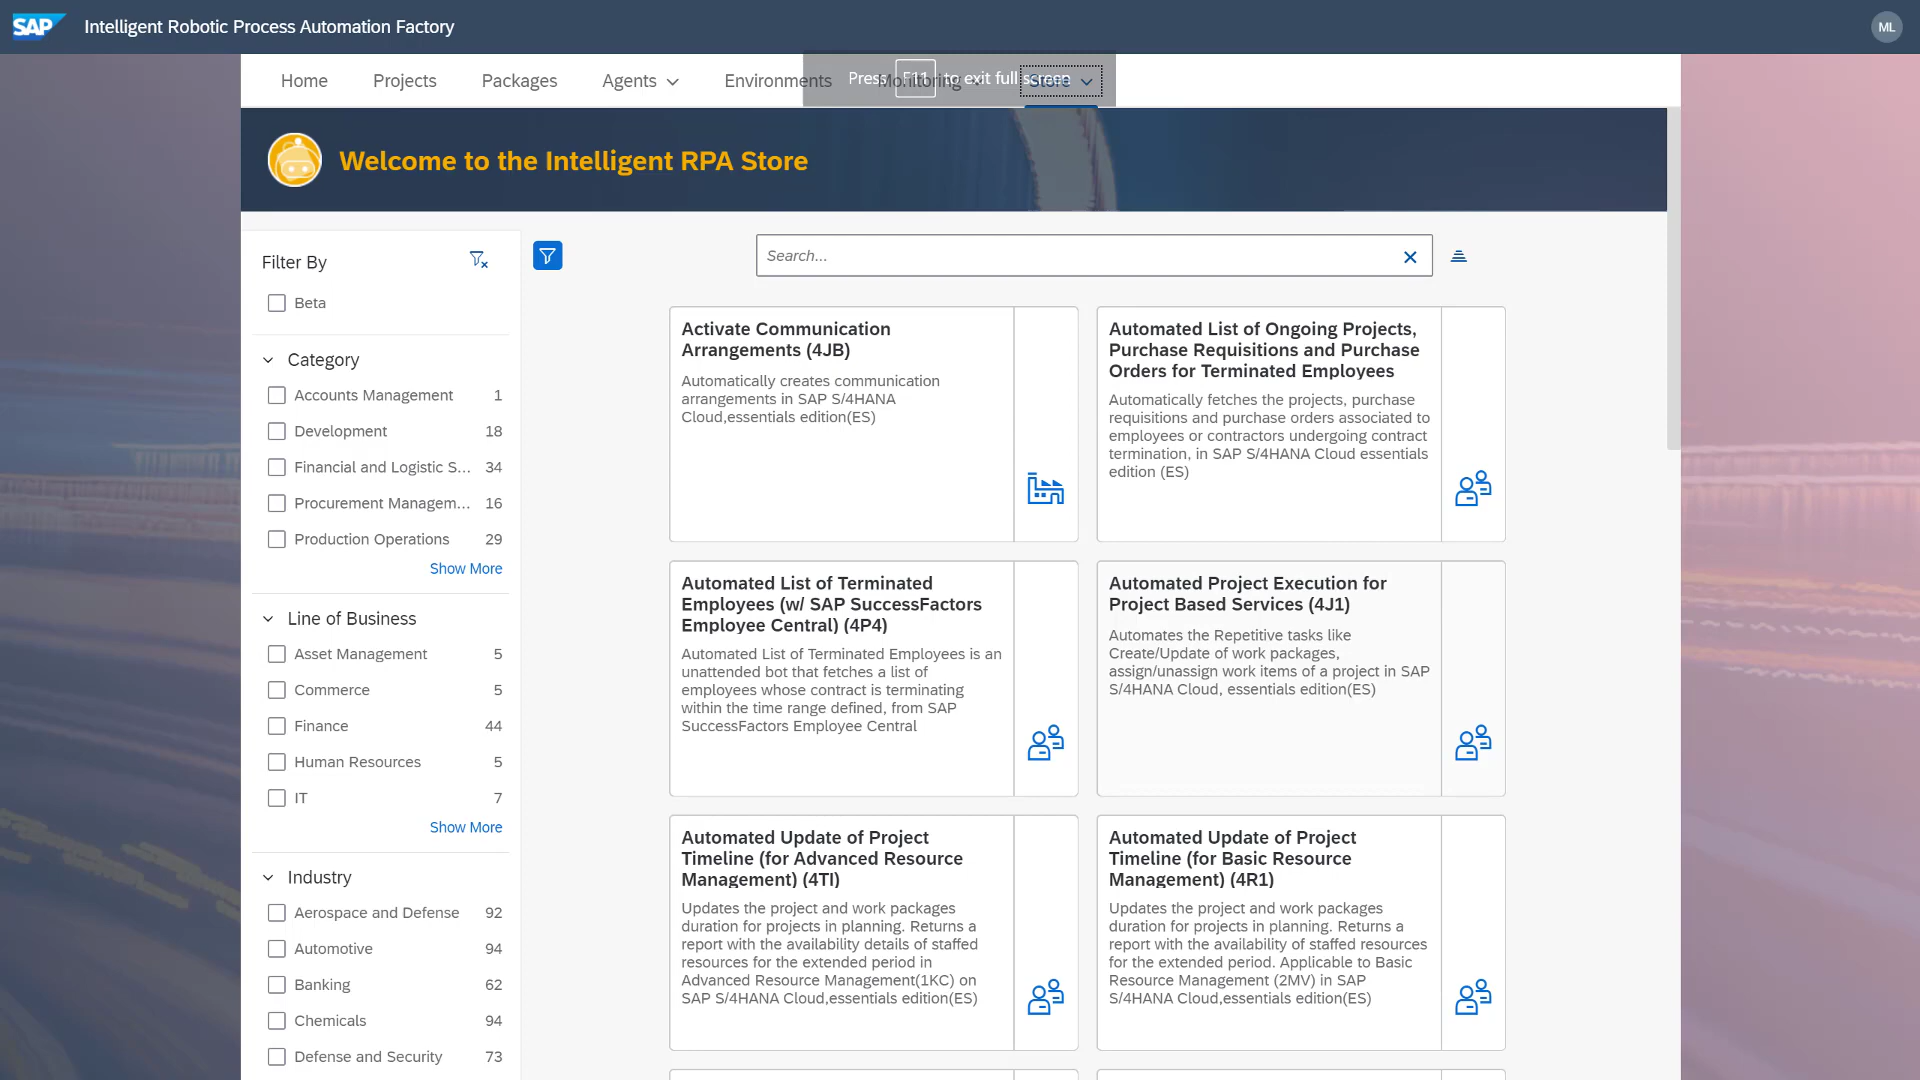 SAP Intelligent Robotic Process Automation Factory ML
Home Projects Packages Agents Environments Monitoring Store
Press F11 to exit full screen
Welcome to the Intelligent RPA Store
Filter By
Search...
Beta
Category
Accounts Management 1
Development 18
Financial and Logistic S... 34
Procurement Managem... 16
Production Operations 29
Show More
Line of Business
Asset Management 5
Commerce 5
Finance 44
Human Resources 5
IT 7
Show More
Industry
Aerospace and Defense 92
Automotive 94
Banking 62
Chemicals 94
Defense and Security 73
Activate Communication
Arrangements (4JB)
Automatically creates communication
arrangements in SAP S/4HANA
Cloud,essentials edition(ES)
Automated List of Ongoing Projects,
Purchase Requisitions and Purchase
Orders for Terminated Employees
Automatically fetches the projects, purchase
requisitions and purchase orders associated to
employees or contractors undergoing contract
termination, in SAP S/4HANA Cloud essentials
edition (ES)
Automated List of Terminated
Employees (w/ SAP SuccessFactors
Employee Central) (4P4)
Automated List of Terminated Employees is an
unattended bot that fetches a list of
employees whose contract is terminating
within the time range defined, from SAP
SuccessFactors Employee Central
Automated Project Execution for
Project Based Services (4J1)
Automates the Repetitive tasks like
Create/Update of work packages,
assign/unassign work items of a project in SAP
S/4HANA Cloud, essentials edition(ES)
Automated Update of Project
Timeline (for Advanced Resource
Management) (4TI)
Updates the project and work packages
duration for projects in planning. Returns a
report with the availability details of staffed
resources for the extended period in
Advanced Resource Management(1KC) on
SAP S/4HANA Cloud,essentials edition(ES)
Automated Update of Project
Timeline (for Basic Resource
Management) (4R1)
Updates the project and work packages
duration for projects in planning. Returns a
report with the availability of staffed resources
for the extended period. Applicable to Basic
Resource Management (2MV) in SAP
S/4HANA Cloud,essentials edition(ES)